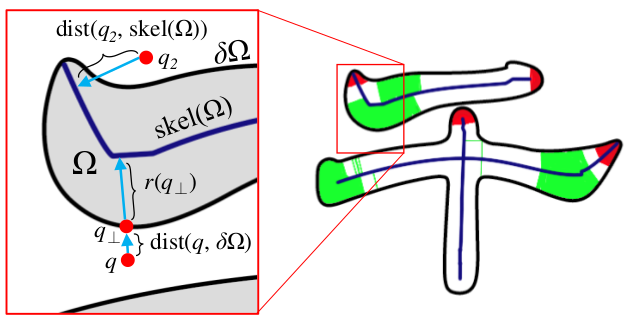 dist(q₂, skel(Ω))
q₂
δΩ
skel(Ω)
Ω
r(q⊥)
q⊥
dist(q, δΩ)
q